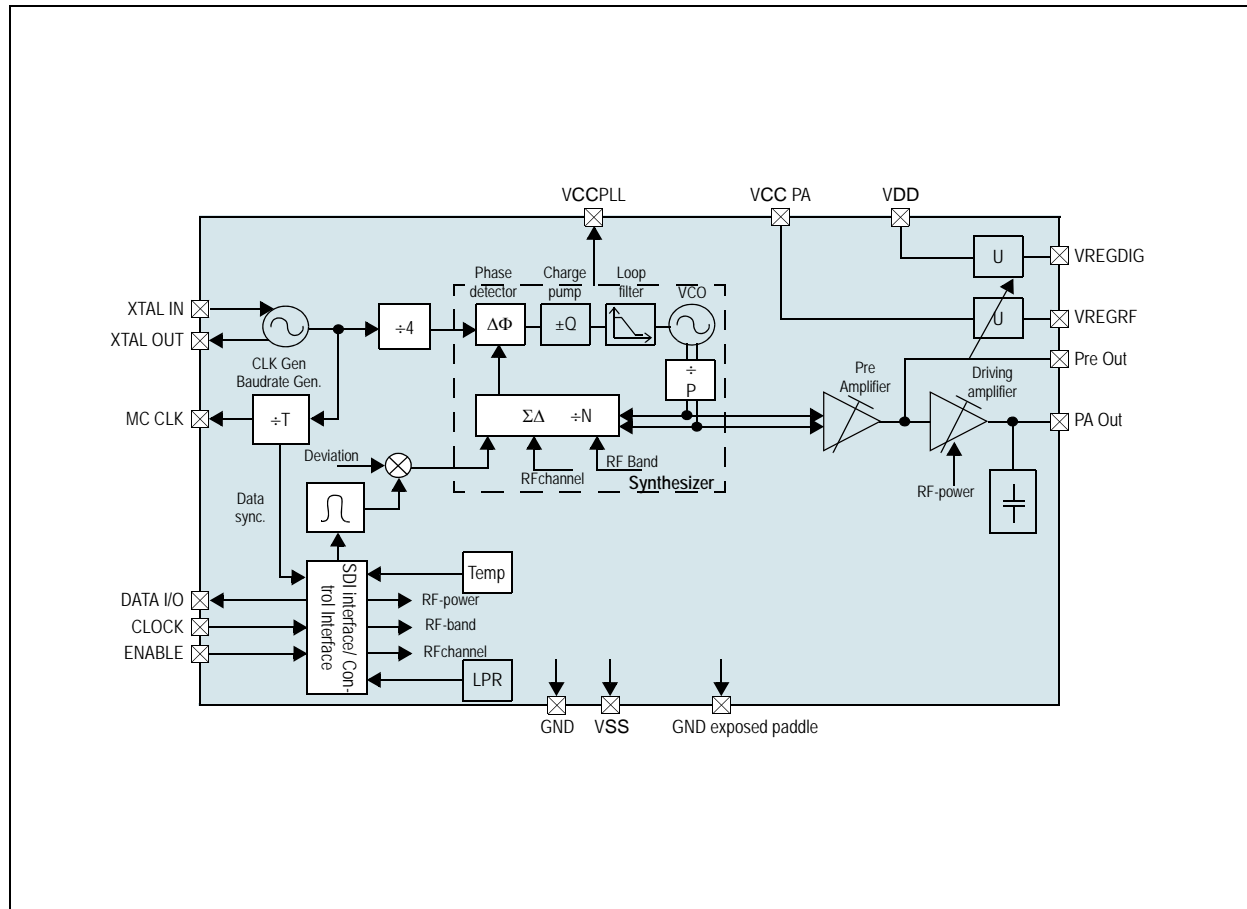 VCCPLL
VCC PA
VDD
U
VREGDIG
Phase
detector
Charge
pump
Loop
filter
VCO
XTAL IN
XTAL OUT
÷4
ΔΦ
±Q
U
VREGRF
CLK Gen
Baudrate Gen.
÷
P
Pre
Amplifier
Driving
amplifier
Pre Out
MC CLK
÷T
ΣΔ ÷N
PA Out
Deviation
RFchannel
RF Band
Synthesizer
RF-power
Data
sync.
SDI interface/ Con-
trol Interface
Temp
DATA I/O
RF-power
CLOCK
RF-band
ENABLE
RFchannel
LPR
GND
VSS
GND exposed paddle